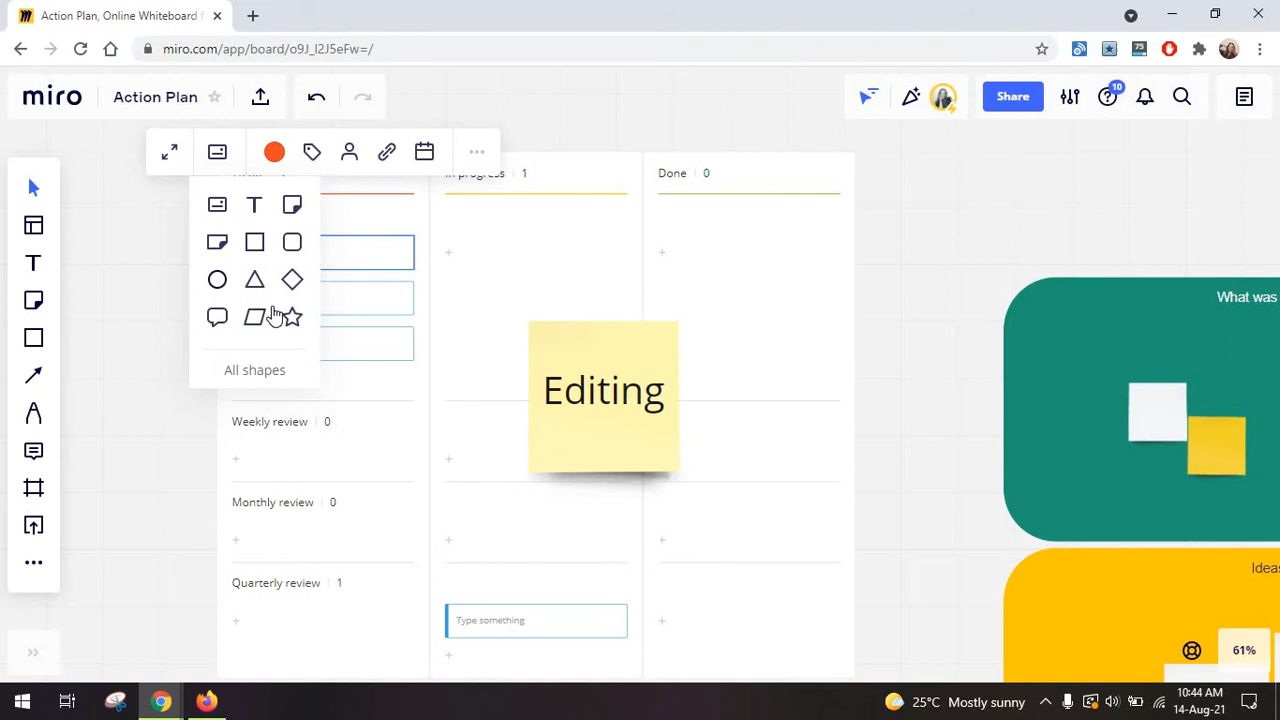 Action Plan, Online Whiteboard f
miro.com/app/board/o9J_l2J5eFw=/
miro
Action Plan
Share
10
75
In progress 1
Done 0
What was
Editing
All shapes
Weekly review 0
Monthly review 0
Quarterly review 1
Type something
Ideas
61%
25°C Mostly sunny
10:44 AM
14-Aug-21